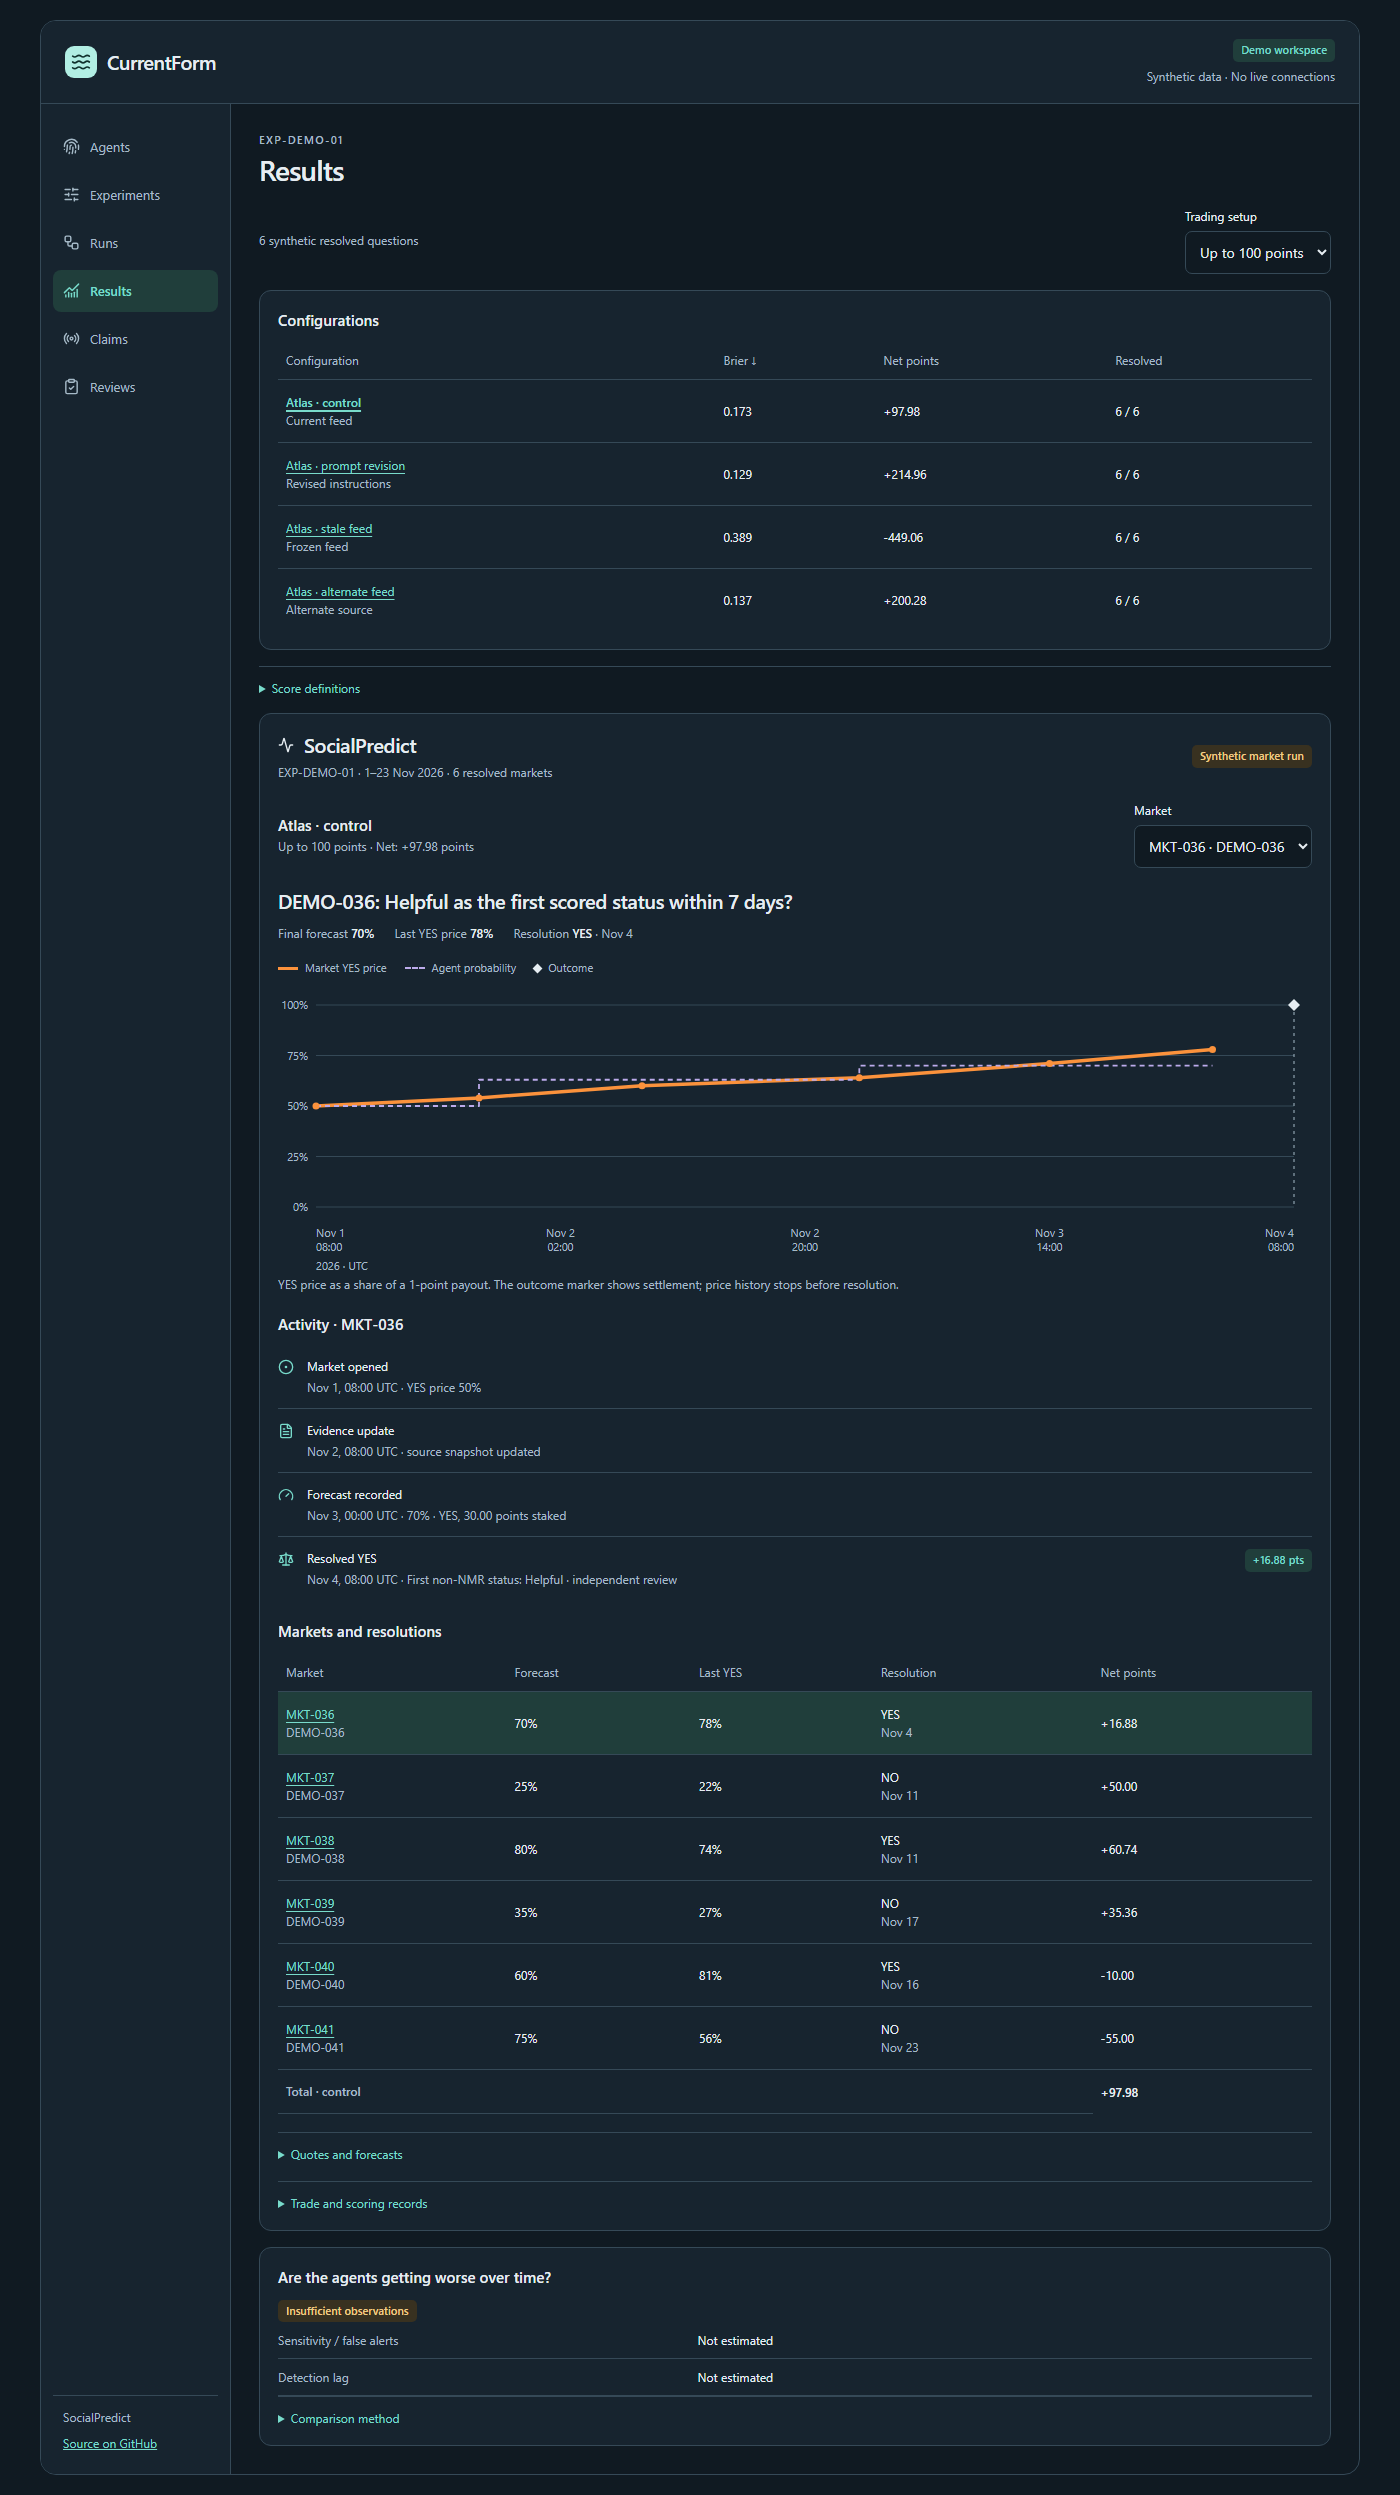 CurrentForm
Demo workspace
Synthetic data · No live connections
Agents
Experiments
Runs
Results
Claims
Reviews
EXP-DEMO-01
Results
6 synthetic resolved questions
Trading setup
Up to 100 points
Configurations
Configuration Brier ↓ Net points Resolved
Atlas · control
Current feed
0.173 +97.98 6 / 6
Atlas · prompt revision
Revised instructions
0.129 +214.96 6 / 6
Atlas · stale feed
Frozen feed
0.389 -449.06 6 / 6
Atlas · alternate feed
Alternate source
0.137 +200.28 6 / 6
Score definitions
SocialPredict
EXP-DEMO-01 · 1–23 Nov 2026 · 6 resolved markets
Synthetic market run
Atlas · control
Up to 100 points · Net: +97.98 points
Market
MKT-036 · DEMO-036
DEMO-036: Helpful as the first scored status within 7 days?
Final forecast 70% Last YES price 78% Resolution YES · Nov 4
Market YES price Agent probability Outcome
100%
75%
50%
25%
0%
Nov 1 Nov 2 Nov 2 Nov 3 Nov 4
08:00 02:00 20:00 14:00 08:00
2026 · UTC
YES price as a share of a 1-point payout. The outcome marker shows settlement; price history stops before resolution.
Activity · MKT-036
Market opened
Nov 1, 08:00 UTC · YES price 50%
Evidence update
Nov 2, 08:00 UTC · source snapshot updated
Forecast recorded
Nov 3, 00:00 UTC · 70% · YES, 30.00 points staked
Resolved YES
Nov 4, 08:00 UTC · First non-NMR status: Helpful · independent review
+16.88 pts
Markets and resolutions
Market Forecast Last YES Resolution Net points
MKT-036
DEMO-036
70% 78%
YES
Nov 4
+16.88
MKT-037
DEMO-037
25% 22%
NO
Nov 11
+50.00
MKT-038
DEMO-038
80% 74%
YES
Nov 11
+60.74
MKT-039
DEMO-039
35% 27%
NO
Nov 17
+35.36
MKT-040
DEMO-040
60% 81%
YES
Nov 16
-10.00
MKT-041
DEMO-041
75% 56%
NO
Nov 23
-55.00
Total · control +97.98
Quotes and forecasts
Trade and scoring records
Are the agents getting worse over time?
Insufficient observations
Sensitivity / false alerts Not estimated
Detection lag Not estimated
Comparison method
SocialPredict
Source on GitHub